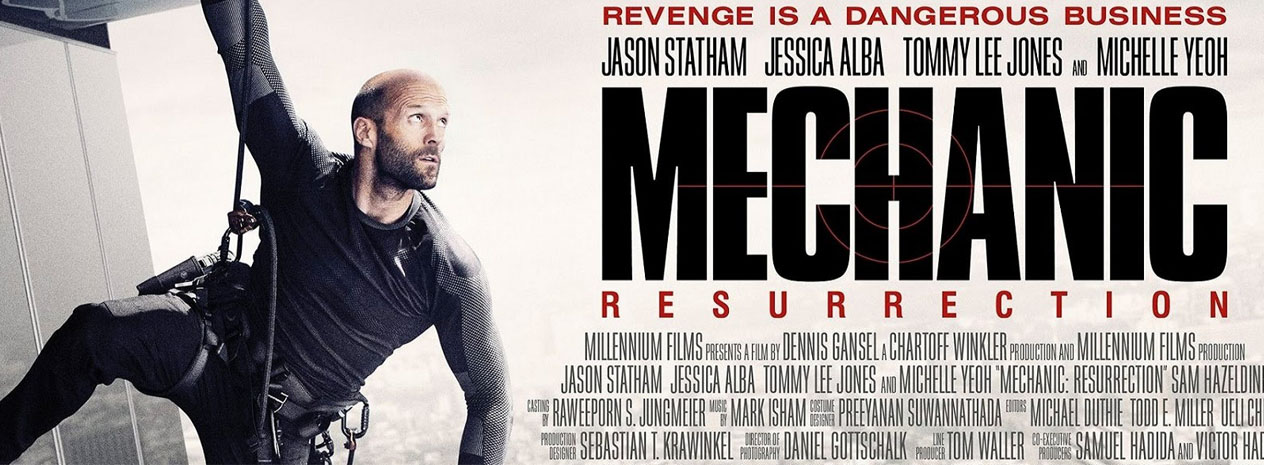 REVENGE IS A DANGEROUS BUSINESS
JASON STATHAM JESSICA ALBA TOMMY LEE JONES AND MICHELLE YEOH
MECHANIC
RESURRECTION
MILLENNIUM FILMS PRESENTS A FILM BY DENNIS GANSEL A CHARTOFF WINKLER PRODUCTION AND MILLENNIUM FILMS PRODUCTION
JASON STATHAM JESSICA ALBA TOMMY LEE JONES AND MICHELLE YEOH "MECHANIC: RESURRECTION" SAM HAZELDINE
CASTING BY RAWEEPORN S. JUNGMEIER MUSIC BY MARK ISHAM COSTUME DESIGNER PREEYANAN SUWANNATHADA EDITORS MICHAEL DUTHIE TODD E. MILLER UELI CH
PRODUCTION DESIGNER SEBASTIAN T. KRAWINKEL DIRECTOR OF PHOTOGRAPHY DANIEL GOTTSCHALK LINE PRODUCER TOM WALLER CO-EXECUTIVE PRODUCERS SAMUEL HADIDA AND VICTOR HAD